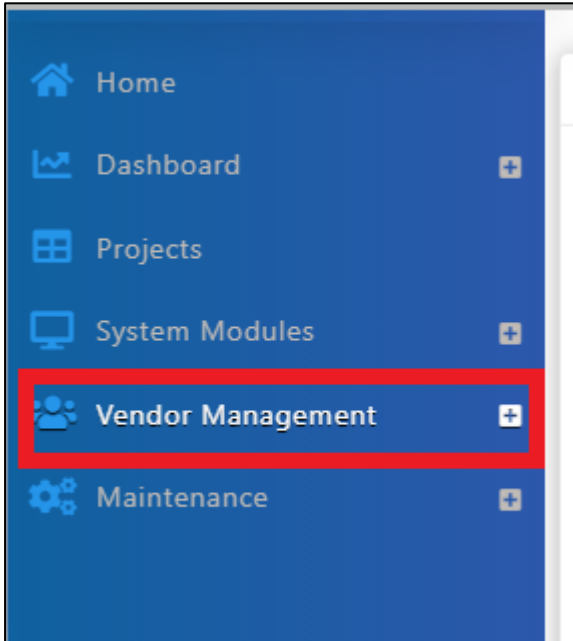 Home
Dashboard
Projects
System Modules
Vendor Management
Maintenance